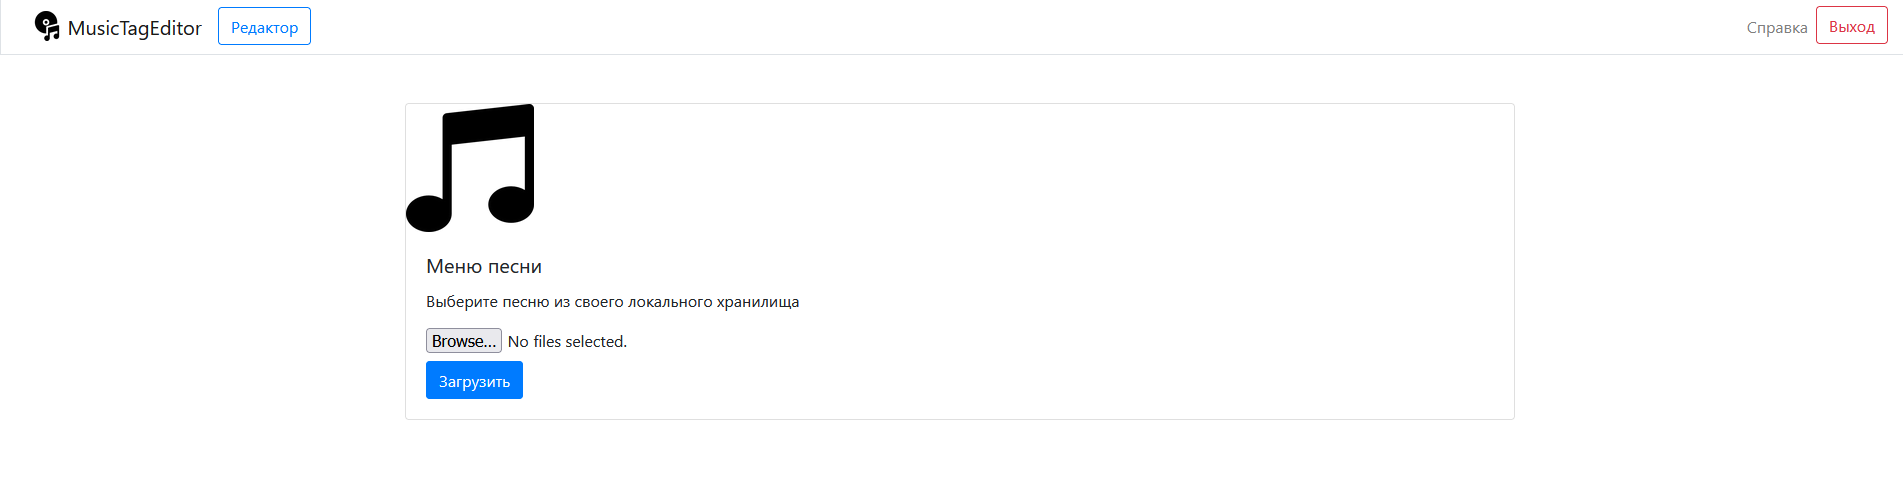 MusicTagEditor Редактор Справка Выход
Меню песни
Выберите песню из своего локального хранилища
Browse... No files selected.
Загрузить